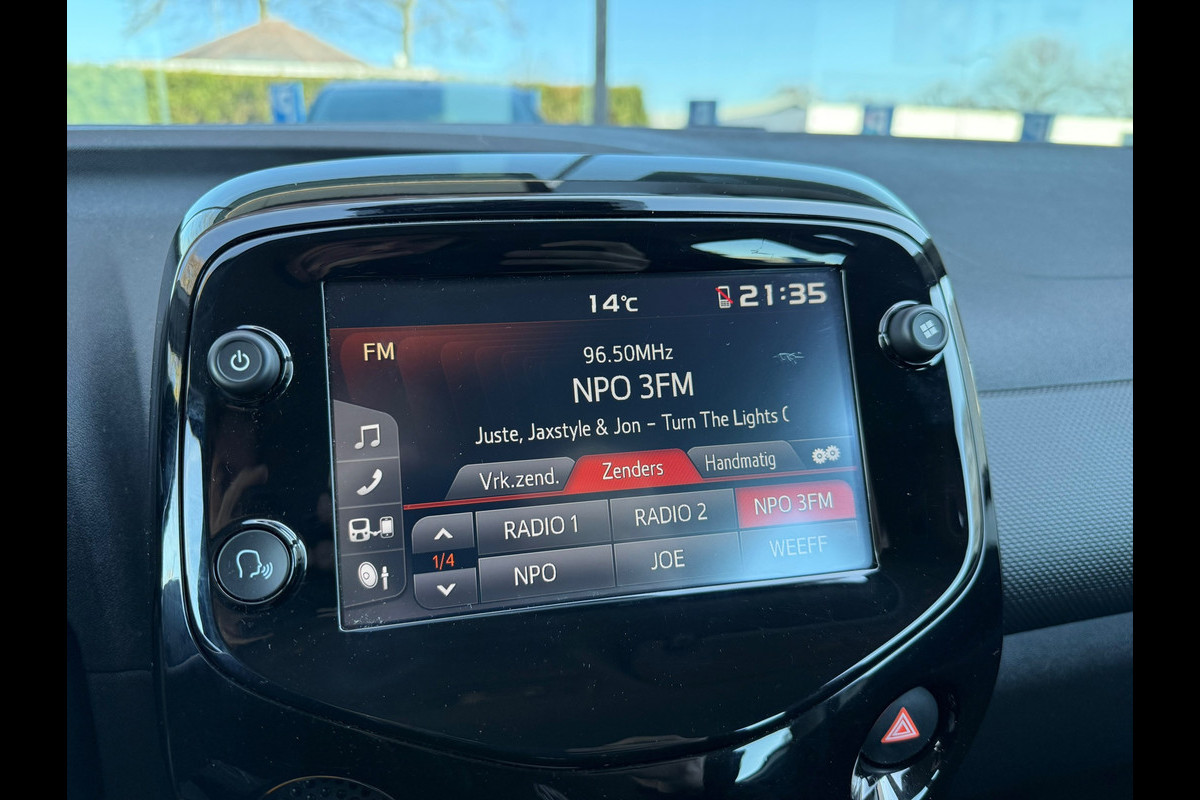 14°C
21:35
FM
96.50MHz
NPO 3FM
Juste, Jaxstyle & Jon - Turn The Lights
Vrk.zend. Zenders Handmatig
RADIO 1 RADIO 2 NPO 3FM
1/4
NPO JOE WEEFF